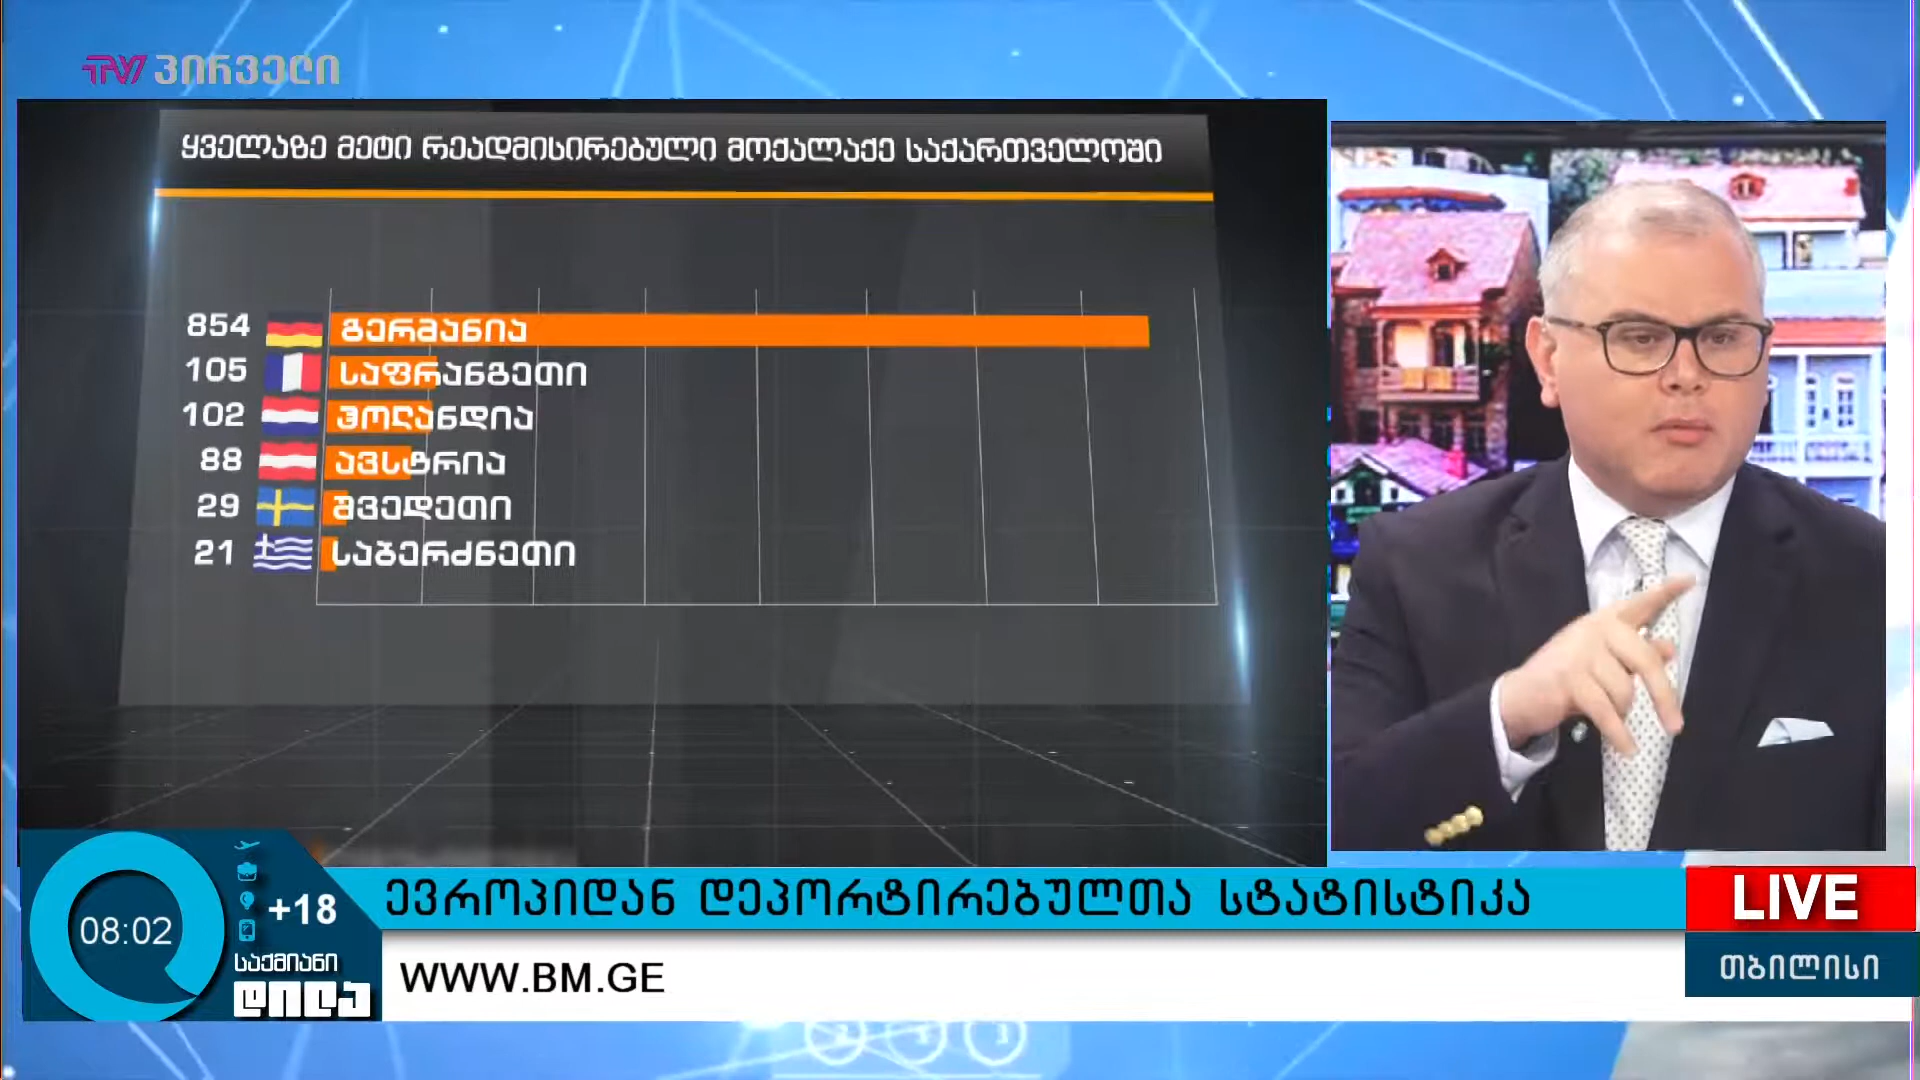 TV ᲞᲘᲠᲕᲔᲚᲘ
ᲧᲕᲔᲚᲐᲖᲔ ᲛᲔᲢᲘ ᲠᲔᲐᲓᲛᲘᲡᲘᲠᲔᲑᲣᲚᲘ ᲛᲝᲥᲐᲚᲐᲥᲔ ᲡᲐᲥᲐᲠᲗᲕᲔᲚᲝᲨᲘ
854 ᲒᲔᲠᲛᲐᲜᲘᲐ
105 ᲡᲐᲤᲠᲐᲜᲒᲔᲗᲘ
102 ᲰᲝᲚᲐᲜᲓᲘᲐ
88 ᲐᲕᲡᲢᲠᲘᲐ
29 ᲨᲕᲔᲓᲔᲗᲘ
21 ᲡᲐᲑᲔᲠᲫᲜᲔᲗᲘ
08:02
+18
ᲡᲐᲥᲛᲘᲐᲜᲘ
ᲓᲘᲚᲐ
ᲔᲕᲠᲝᲞᲘᲓᲐᲜ ᲓᲔᲞᲝᲠᲢᲘᲠᲔᲑᲣᲚᲗᲐ ᲡᲢᲐᲢᲘᲡᲢᲘᲙᲐ
WWW.BM.GE
LIVE
ᲗᲑᲘᲚᲘᲡᲘ